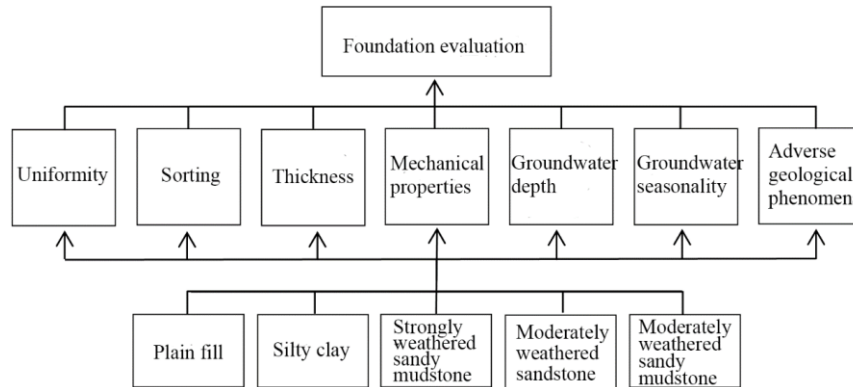 Foundation evaluation
Uniformity
Sorting
Thickness
Mechanical
properties
Groundwater
depth
Groundwater
seasonality
Adverse
geological
phenomen
Plain fill
Silty clay
Strongly
weathered
sandy
mudstone
Moderately
weathered
sandstone
Moderately
weathered
sandy
mudstone